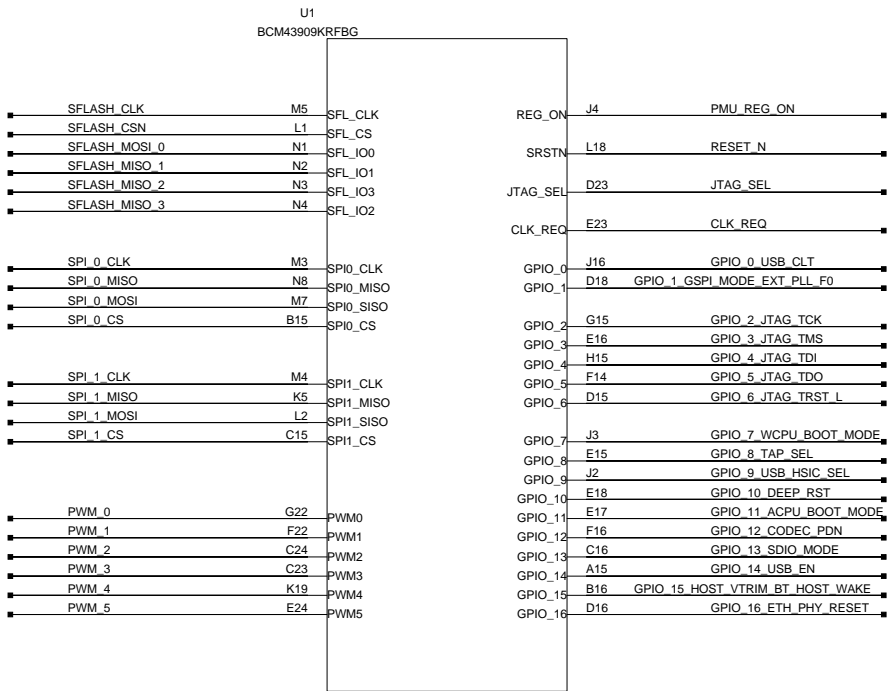 U1
BCM43909KRFBG
SFLASH_CLK M5 SFL_CLK
SFLASH_CSN L1 SFL_CS
SFLASH_MOSI_0 N1 SFL_IO0
SFLASH_MISO_1 N2 SFL_IO1
SFLASH_MISO_2 N3 SFL_IO3
SFLASH_MISO_3 N4 SFL_IO2
SPI_0_CLK M3 SPI0_CLK
SPI_0_MISO N8 SPI0_MISO
SPI_0_MOSI M7 SPI0_SISO
SPI_0_CS B15 SPI0_CS
SPI_1_CLK M4 SPI1_CLK
SPI_1_MISO K5 SPI1_MISO
SPI_1_MOSI L2 SPI1_SISO
SPI_1_CS C15 SPI1_CS
PWM_0 G22 PWM0
PWM_1 F22 PWM1
PWM_2 C24 PWM2
PWM_3 C23 PWM3
PWM_4 K19 PWM4
PWM_5 E24 PWM5
REG_ON J4 PMU_REG_ON
SRSTN L18 RESET_N
JTAG_SEL D23 JTAG_SEL
CLK_REQ E23 CLK_REQ
GPIO_0 J16 GPIO_0_USB_CLT
GPIO_1 D18 GPIO_1_GSPI_MODE_EXT_PLL_F0
GPIO_2 G15 GPIO_2_JTAG_TCK
GPIO_3 E16 GPIO_3_JTAG_TMS
GPIO_4 H15 GPIO_4_JTAG_TDI
GPIO_5 F14 GPIO_5_JTAG_TDO
GPIO_6 D15 GPIO_6_JTAG_TRST_L
GPIO_7 J3 GPIO_7_WCPU_BOOT_MODE
GPIO_8 E15 GPIO_8_TAP_SEL
GPIO_9 J2 GPIO_9_USB_HSIC_SEL
GPIO_10 E18 GPIO_10_DEEP_RST
GPIO_11 E17 GPIO_11_ACPU_BOOT_MODE
GPIO_12 F16 GPIO_12_CODEC_PDN
GPIO_13 C16 GPIO_13_SDIO_MODE
GPIO_14 A15 GPIO_14_USB_EN
GPIO_15 B16 GPIO_15_HOST_VTRIM_BT_HOST_WAKE
GPIO_16 D16 GPIO_16_ETH_PHY_RESET